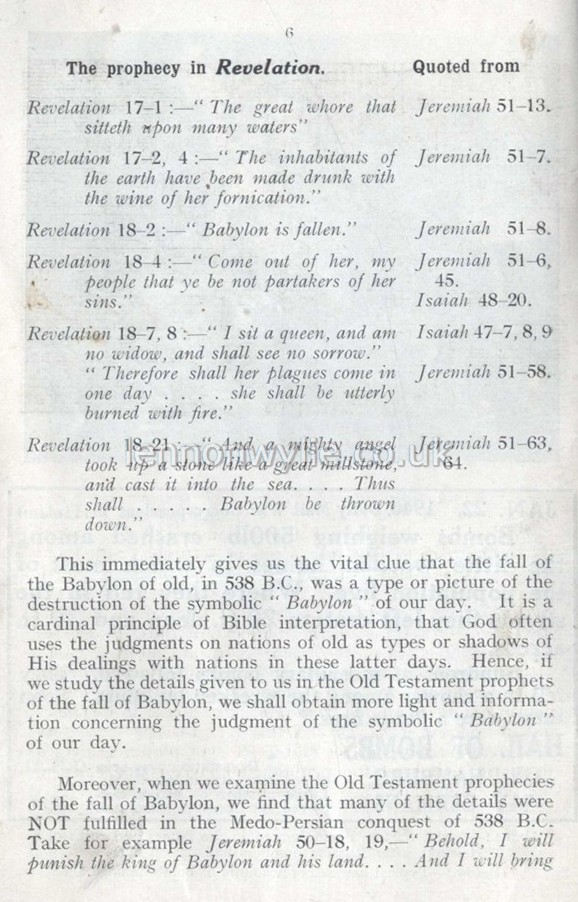 6
The prophecy in Revelation. Quoted from
Revelation 17–1 :—“ The great whore that Jeremiah 51–13.
sitteth upon many waters”
Revelation 17–2, 4 :—“ The inhabitants of Jeremiah 51–7.
the earth have been made drunk with
the wine of her fornication.”
Revelation 18–2 :—“ Babylon is fallen.” Jeremiah 51–8.
Revelation 18–4 :—“ Come out of her, my Jeremiah 51–6,
people that ye be not partakers of her 45.
sins.” Isaiah 48–20.
Revelation 18–7, 8 :—“ I sit a queen, and am Isaiah 47–7, 8, 9
no widow, and shall see no sorrow.”
“ Therefore shall her plagues come in Jeremiah 51–58.
one day . . . . she shall be utterly
burned with fire.”
Revelation 18–21 :—“ And a mighty angel Jeremiah 51–63,
took up a stone like a great millstone, 64.
lennonwylie.co.uk
and cast it into the sea. . . . Thus
shall . . . . . Babylon be thrown
down.”
This immediately gives us the vital clue that the fall of
the Babylon of old, in 538 B.C., was a type or picture of the
destruction of the symbolic “ Babylon ” of our day. It is a
cardinal principle of Bible interpretation, that God often
uses the judgments on nations of old as types or shadows of
His dealings with nations in these latter days. Hence, if
we study the details given to us in the Old Testament prophets
of the fall of Babylon, we shall obtain more light and informa-
tion concerning the judgment of the symbolic “ Babylon ”
of our day.
Moreover, when we examine the Old Testament prophecies
of the fall of Babylon, we find that many of the details were
NOT fulfilled in the Medo-Persian conquest of 538 B.C.
Take for example Jeremiah 50–18, 19,—“ Behold, I will
punish the king of Babylon and his land. . . . And I will bring